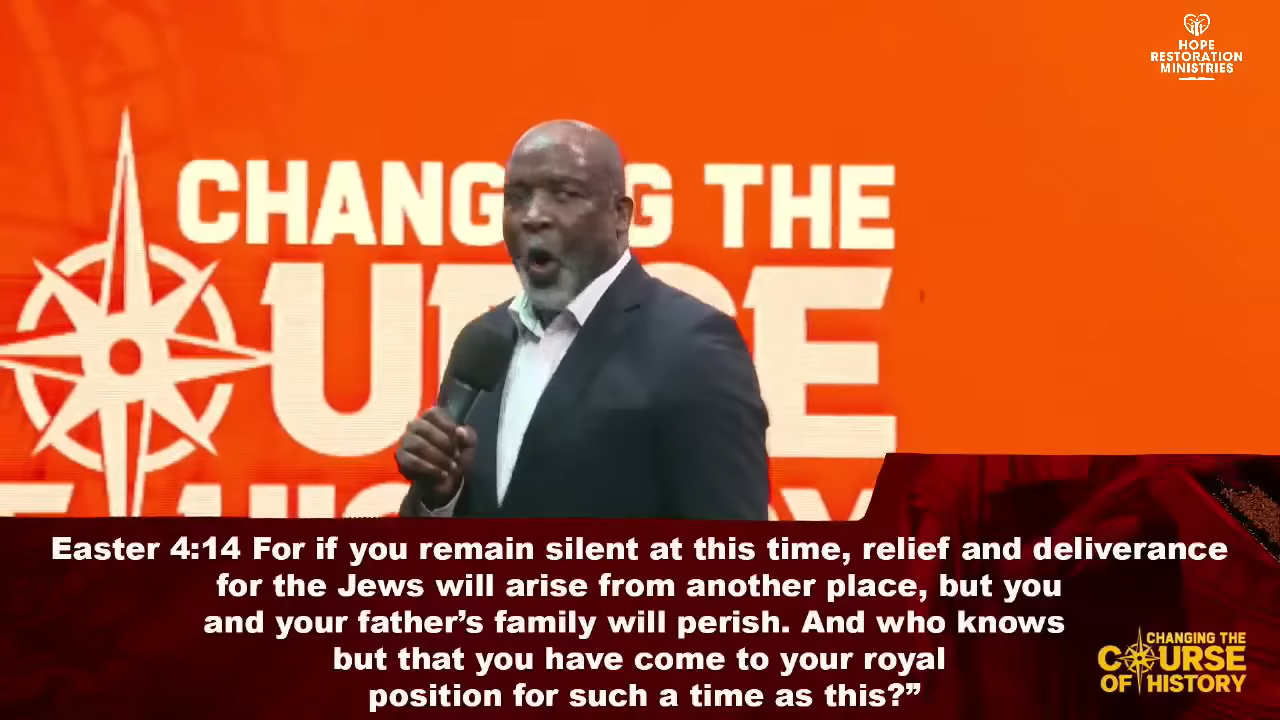 HOPE
RESTORATION
MINISTRIES
CHANGING THE
URSE
Easter 4:14 For if you remain silent at this time, relief and deliverance
for the Jews will arise from another place, but you
and your father’s family will perish. And who knows
but that you have come to your royal
position for such a time as this?”
CHANGING THE
COURSE
OF HISTORY